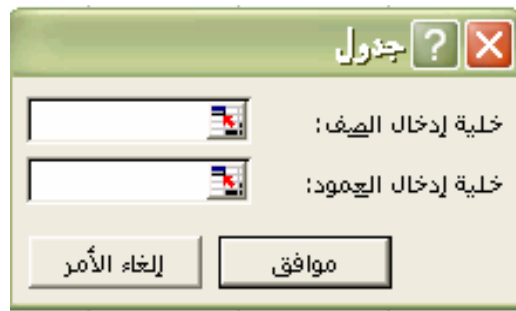 جدول ?
خلية إدخال الصف:
خلية إدخال العمود:
موافق إلغاء الأمر